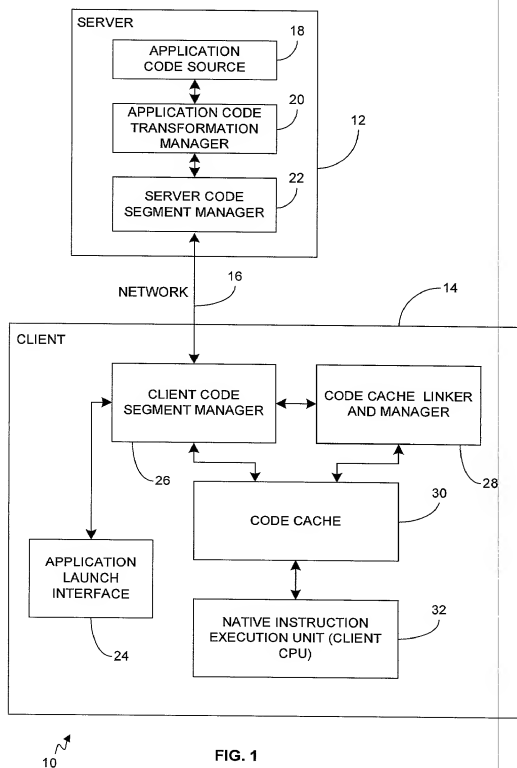 SERVER
18
APPLICATION
CODE SOURCE
20
APPLICATION CODE
TRANSFORMATION
MANAGER
12
22
SERVER CODE
SEGMENT MANAGER
16
NETWORK
14
CLIENT
CLIENT CODE
SEGMENT MANAGER
CODE CACHE LINKER
AND MANAGER
26
28
30
CODE CACHE
APPLICATION
LAUNCH
INTERFACE
24
32
NATIVE INSTRUCTION
EXECUTION UNIT (CLIENT
CPU)
10
FIG. 1